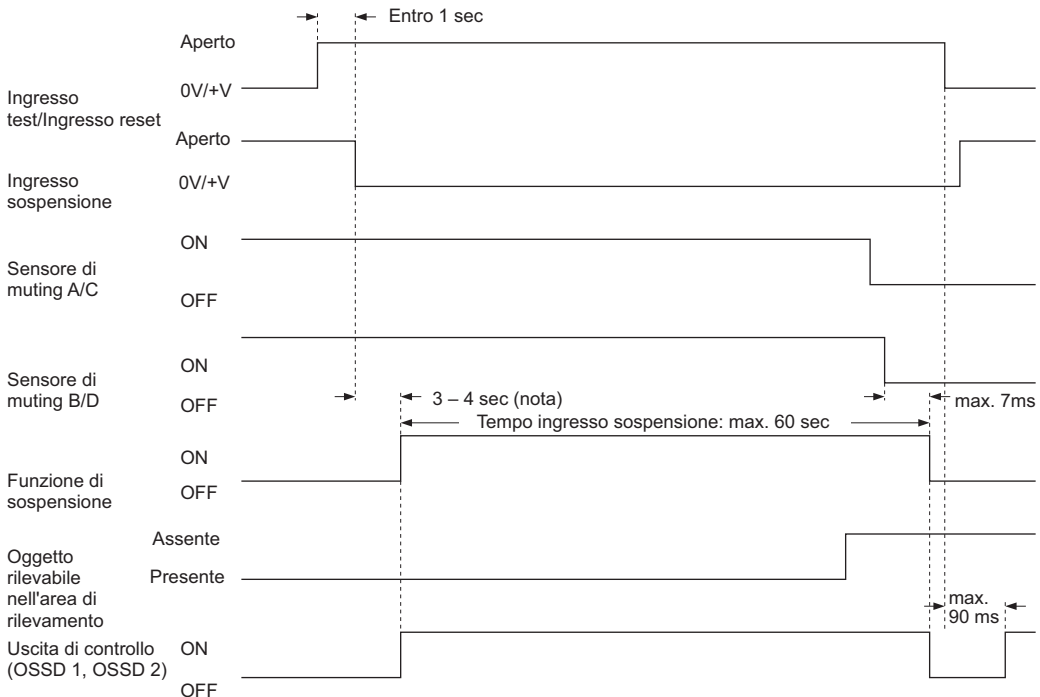 Entro 1 sec
Aperto
0V/+V
Ingresso
test/Ingresso reset
Aperto
Ingresso
sospensione
0V/+V
ON
Sensore di
muting A/C
OFF
ON
Sensore di
muting B/D
OFF
3 – 4 sec (nota)
max. 7ms
Tempo ingresso sospensione: max. 60 sec
ON
Funzione di
sospensione
OFF
Assente
Oggetto
rilevabile
nell'area di
rilevamento
Presente
max.
90 ms
Uscita di controllo
(OSSD 1, OSSD 2)
ON
OFF